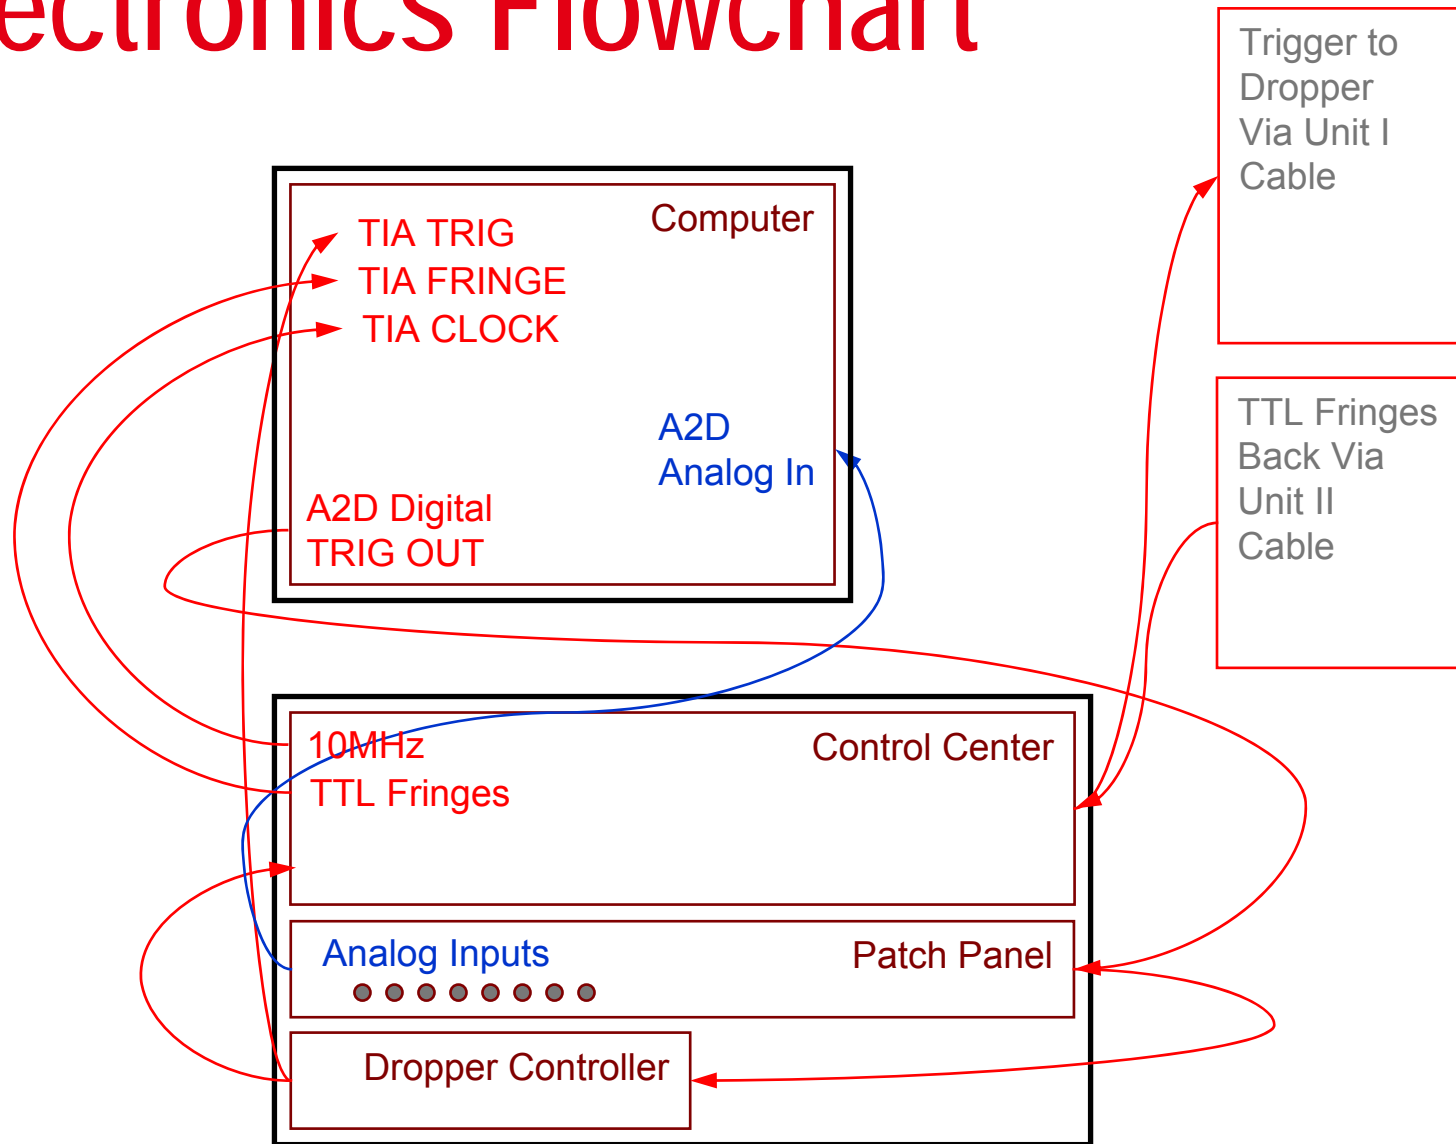 ectronics Flowchart
Trigger to
Dropper
Via Unit I
Cable
Computer
TIA TRIG
TIA FRINGE
TIA CLOCK
A2D
Analog In
A2D Digital
TRIG OUT
TTL Fringes
Back Via
Unit II
Cable
10MHz
TTL Fringes
Control Center
Analog Inputs
Patch Panel
Dropper Controller